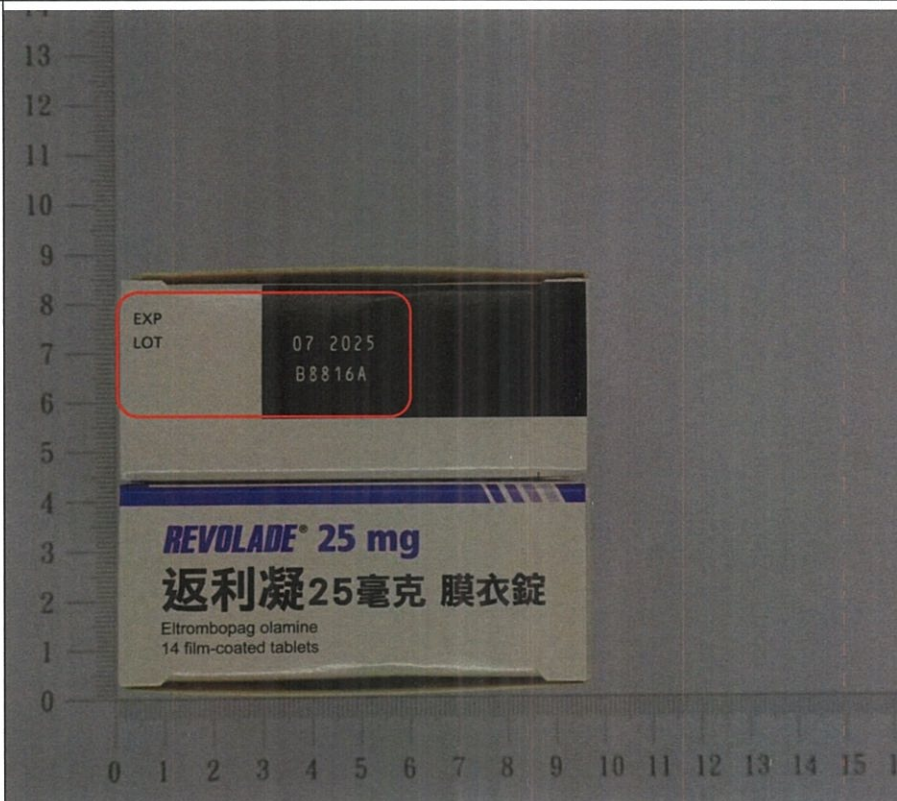 14
13
12
11
10
9
8
7
6
5
4
3
2
1
0
EXP
LOT
07 2025
B8816A
REVOLADE® 25 mg
返利凝25毫克 膜衣錠
Eltrombopag olamine
14 film-coated tablets
0 1 2 3 4 5 6 7 8 9 10 11 12 13 14 15